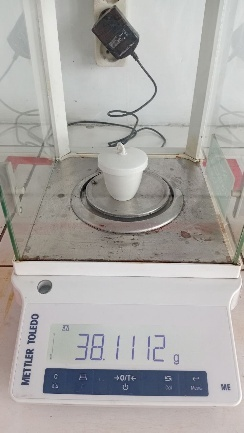 38.1112 g
METTLER TOLEDO
→0/T←
ME